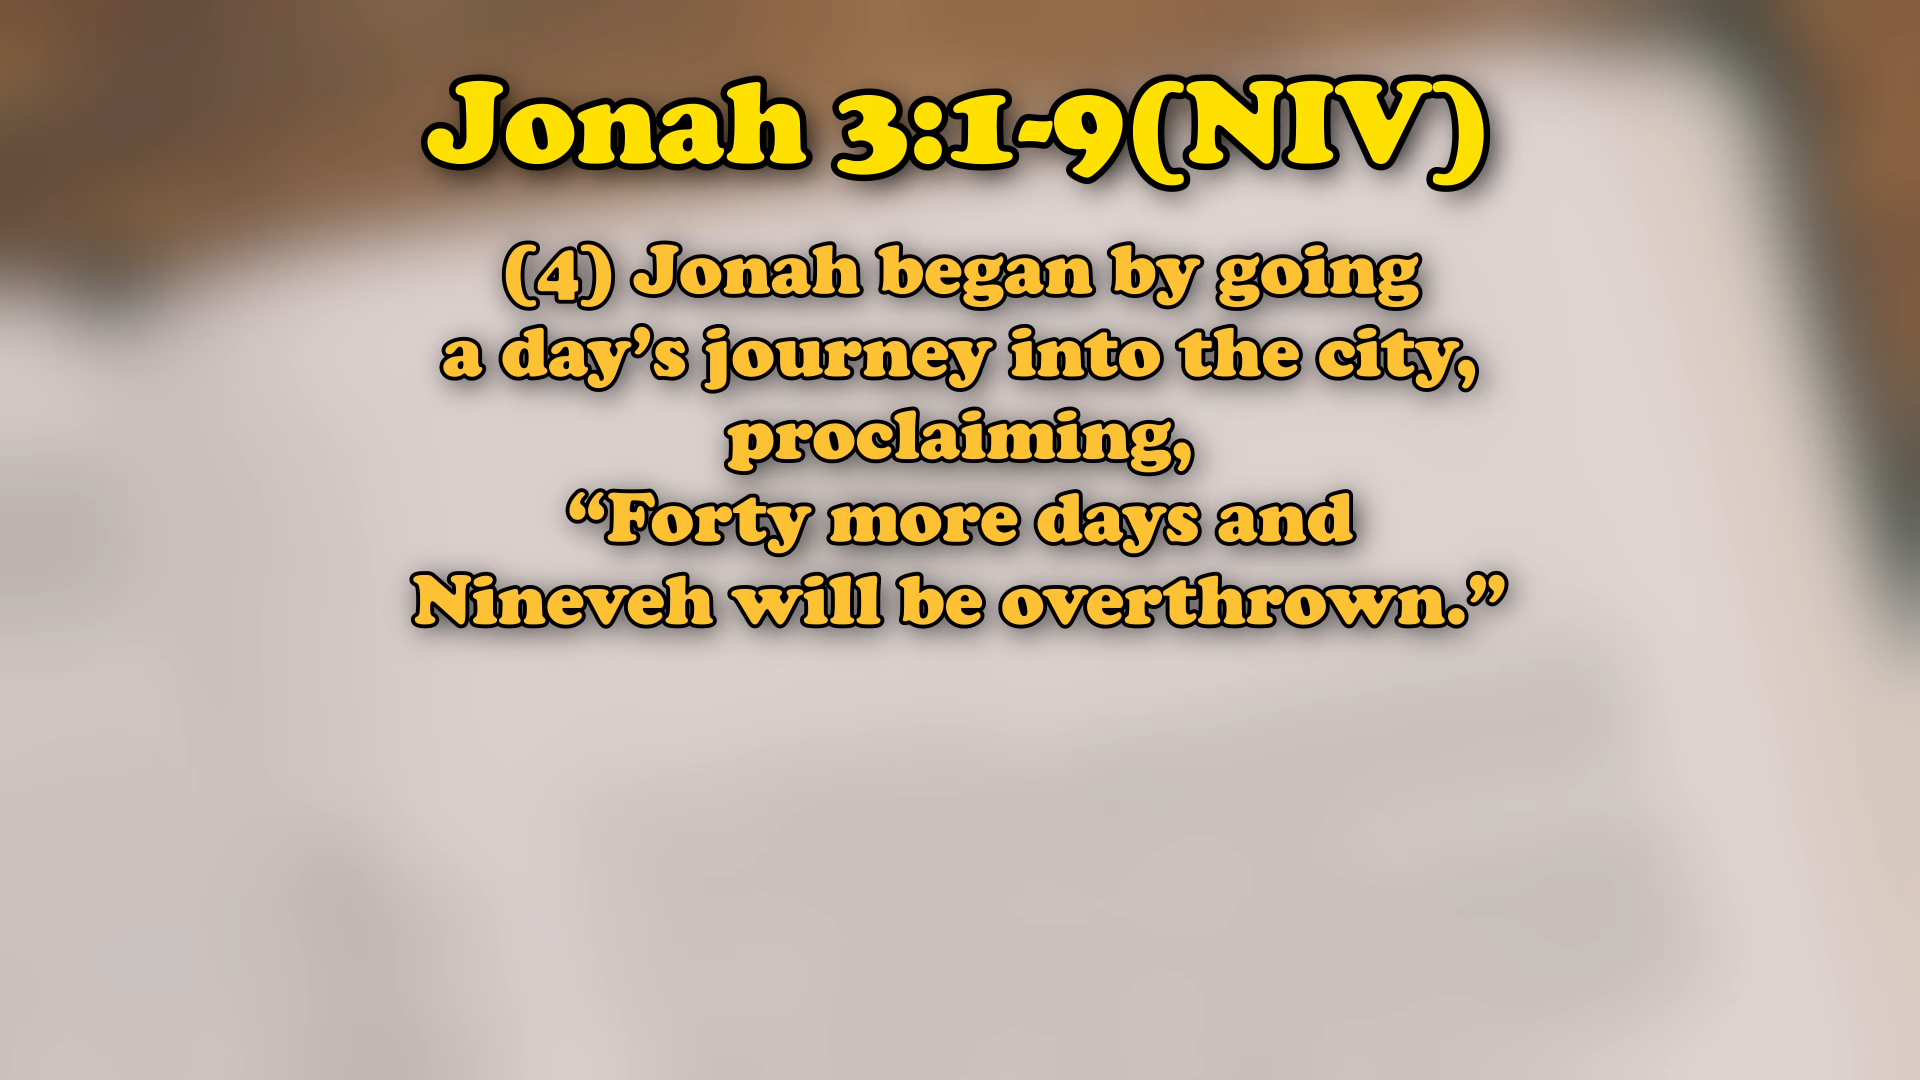 Jonah 3:1-9(NIV)
(4) Jonah began by going
a day’s journey into the city,
proclaiming,
“Forty more days and
Nineveh will be overthrown.”